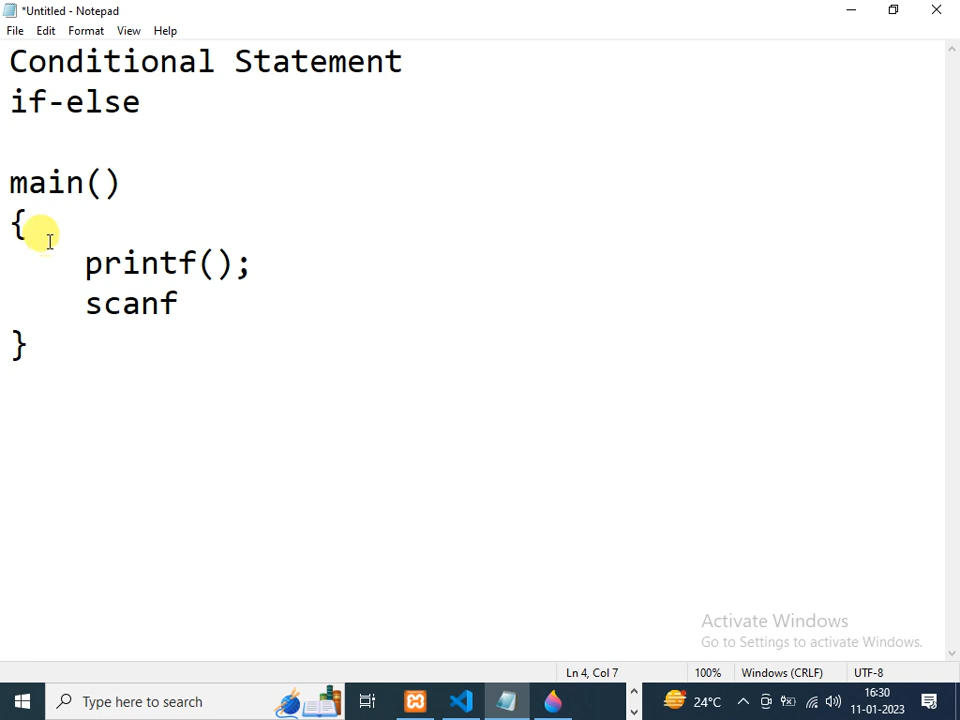 *Untitled - Notepad
File Edit Format View Help
Conditional Statement
if-else
main()
{
printf();
scanf
}
Activate Windows
Go to Settings to activate Windows.
Ln 4, Col 7 100% Windows (CRLF) UTF-8
Type here to search 24°C 16:30
11-01-2023